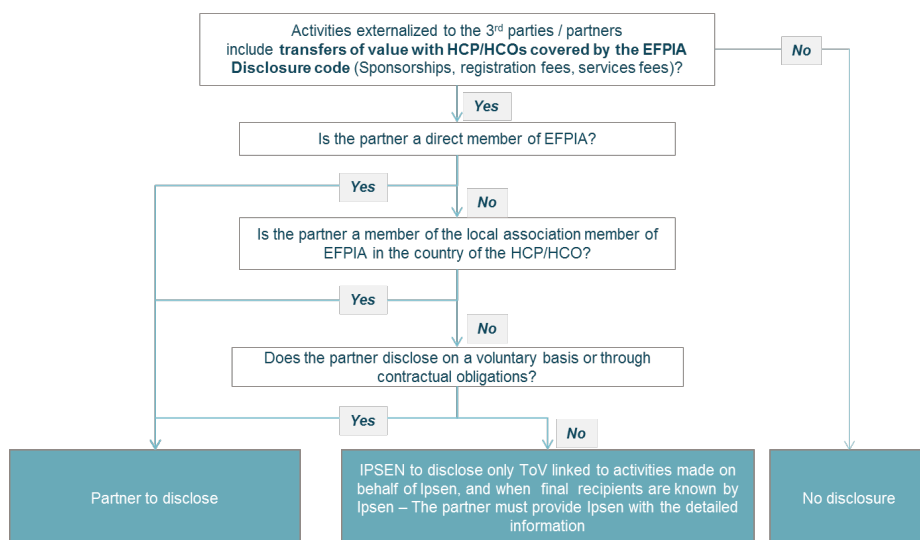 Activities externalized to the 3rd parties / partners
include transfers of value with HCP/HCOs covered by the EFPIA
Disclosure code (Sponsorships, registration fees, services fees)?
No
Yes
Is the partner a direct member of EFPIA?
Yes
No
Is the partner a member of the local association member of
EFPIA in the country of the HCP/HCO?
Yes
No
Does the partner disclose on a voluntary basis or through
contractual obligations?
Yes
No
Partner to disclose
IPSEN to disclose only ToV linked to activities made on
behalf of Ipsen, and when final recipients are known by
Ipsen – The partner must provide Ipsen with the detailed
information
No disclosure